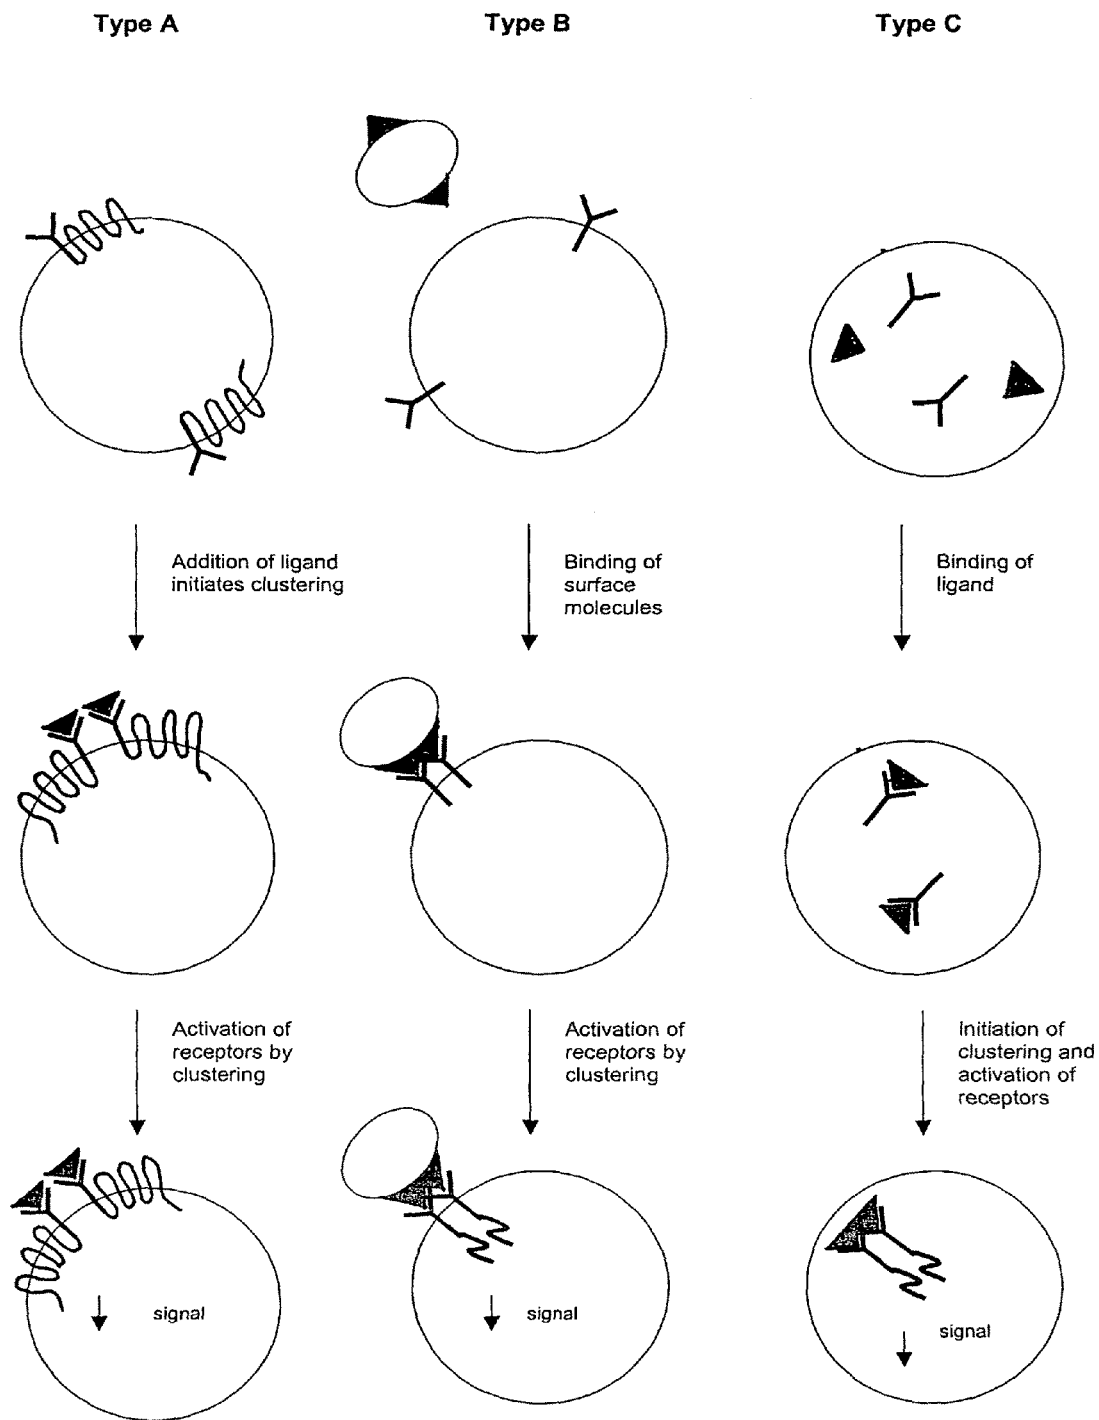 Type A
Type B
Type C
Addition of ligand
initiates clustering
Binding of
surface
molecules
Binding of
ligand
Activation of
receptors by
clustering
Activation of
receptors by
clustering
Initiation of
clustering and
activation of
receptors
signal
signal
signal